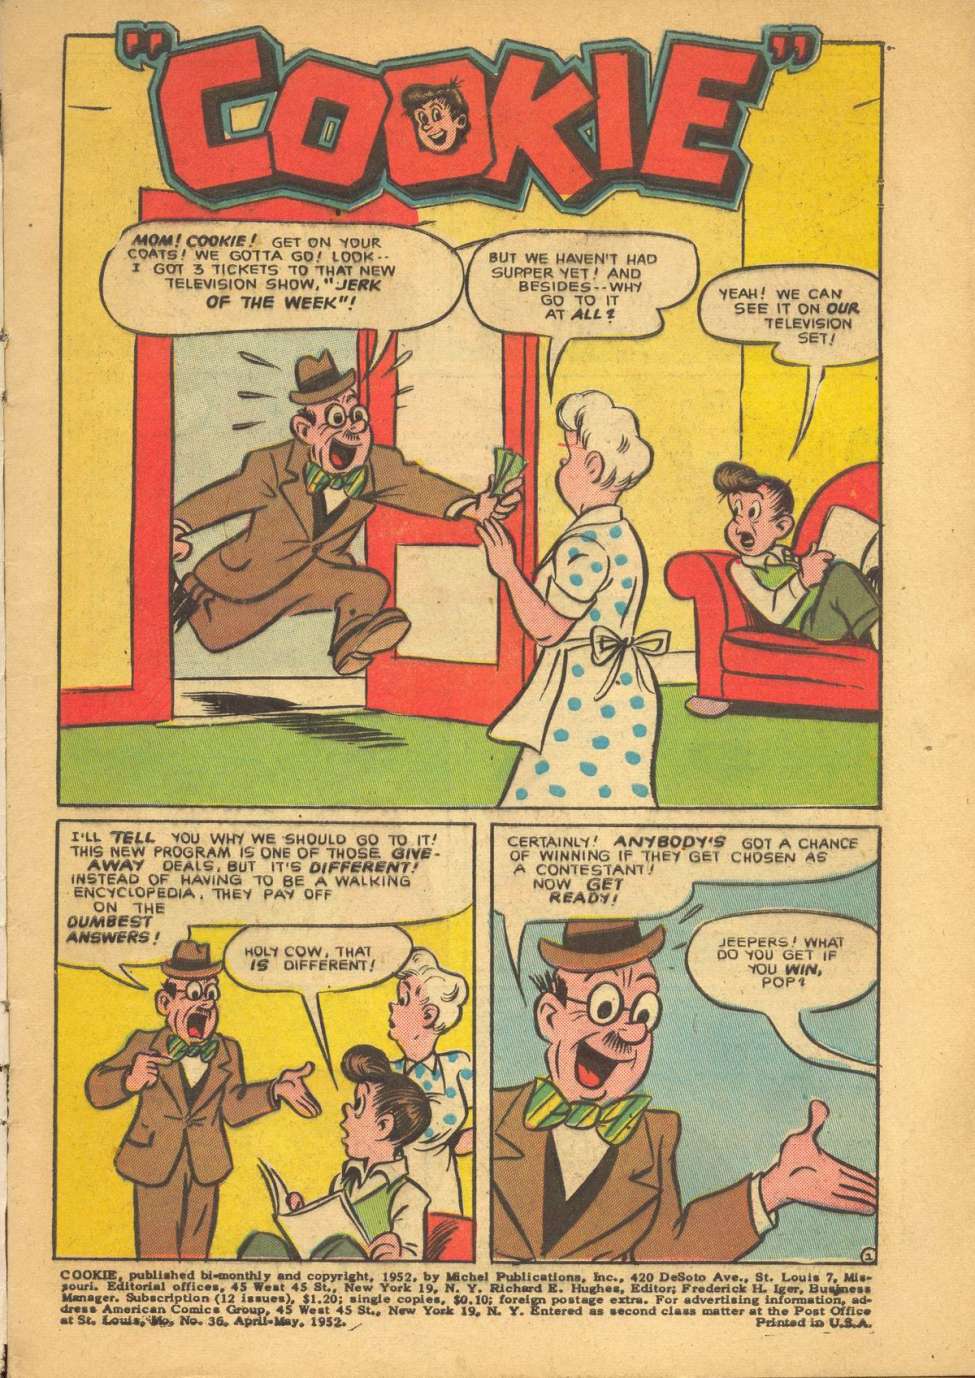 "COOKIE"
MOM! COOKIE! GET ON YOUR
COATS! WE GOTTA GO! LOOK--
I GOT 3 TICKETS TO THAT NEW
TELEVISION SHOW, "JERK
OF THE WEEK"!
BUT WE HAVEN'T HAD
SUPPER YET! AND
BESIDES--WHY
GO TO IT
AT ALL?
YEAH! WE CAN
SEE IT ON OUR
TELEVISION
SET!
I'LL TELL YOU WHY WE SHOULD GO TO IT!
THIS NEW PROGRAM IS ONE OF THOSE GIVE-
AWAY DEALS, BUT IT'S DIFFERENT!
INSTEAD OF HAVING TO BE A WALKING
ENCYCLOPEDIA, THEY PAY OFF
ON THE
DUMBEST
ANSWERS!
HOLY COW, THAT
IS DIFFERENT!
CERTAINLY! ANYBODY'S GOT A CHANCE
OF WINNING IF THEY GET CHOSEN AS
A CONTESTANT!
NOW GET
READY!
JEEPERS! WHAT
DO YOU GET IF
YOU WIN,
POP?
1
COOKIE, published bi-monthly and copyright, 1952, by Michel Publications, Inc., 420 DeSoto Ave., St. Louis 7, Mis-
souri. Editorial offices, 45 West 45 St., New York 19, N. Y. Richard E. Hughes, Editor; Frederick H. Iger, Business
Manager. Subscription (12 issues), $1.20; single copies, $0.10; foreign postage extra. For advertising information, ad-
dress American Comics Group, 45 West 45 St., New York 19, N. Y. Entered as second class matter at the Post Office
at St. Louis, Mo. No. 36, April-May, 1952.
Printed in U.S.A.